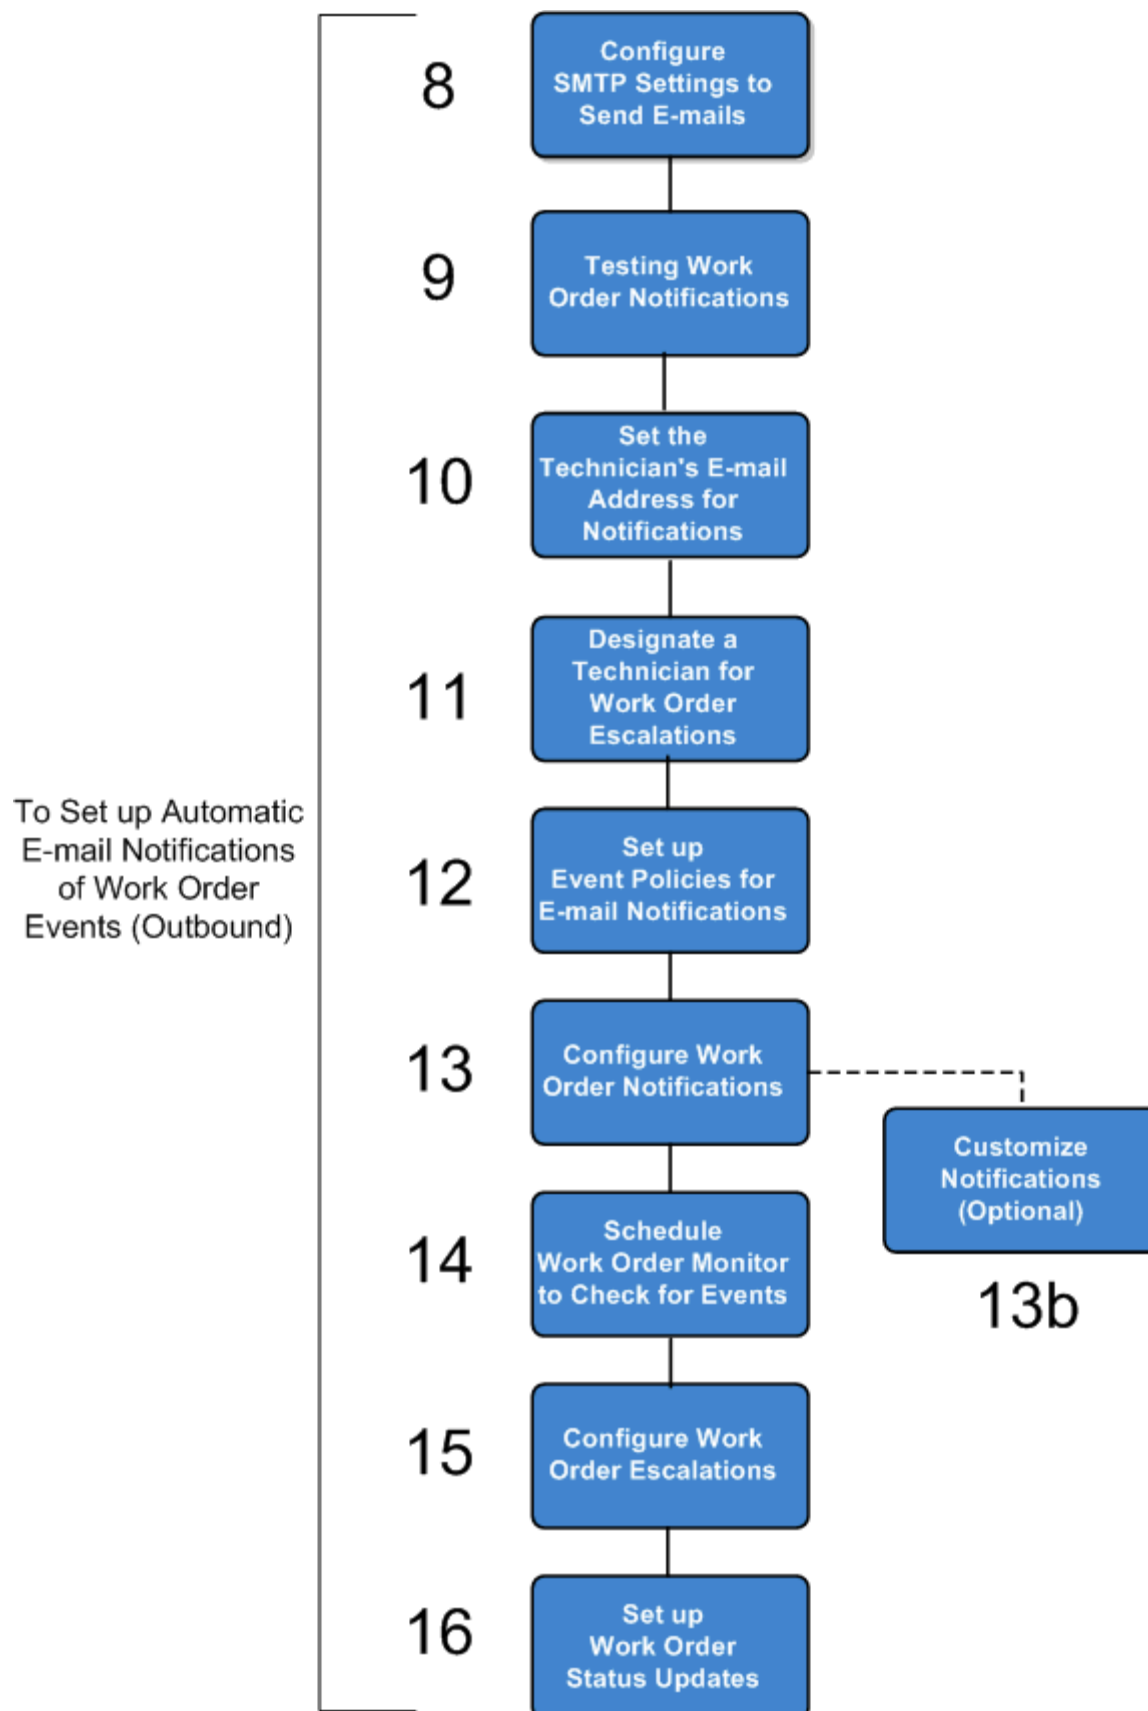 8
Configure
SMTP Settings to
Send E-mails
9
Testing Work
Order Notifications
10
Set the
Technician's E-mail
Address for
Notifications
11
Designate a
Technician for
Work Order
Escalations
To Set up Automatic
E-mail Notifications
of Work Order
Events (Outbound)
12
Set up
Event Policies for
E-mail Notifications
13
Configure Work
Order Notifications
Customize
Notifications
(Optional)
13b
14
Schedule
Work Order Monitor
to Check for Events
15
Configure Work
Order Escalations
16
Set up
Work Order
Status Updates